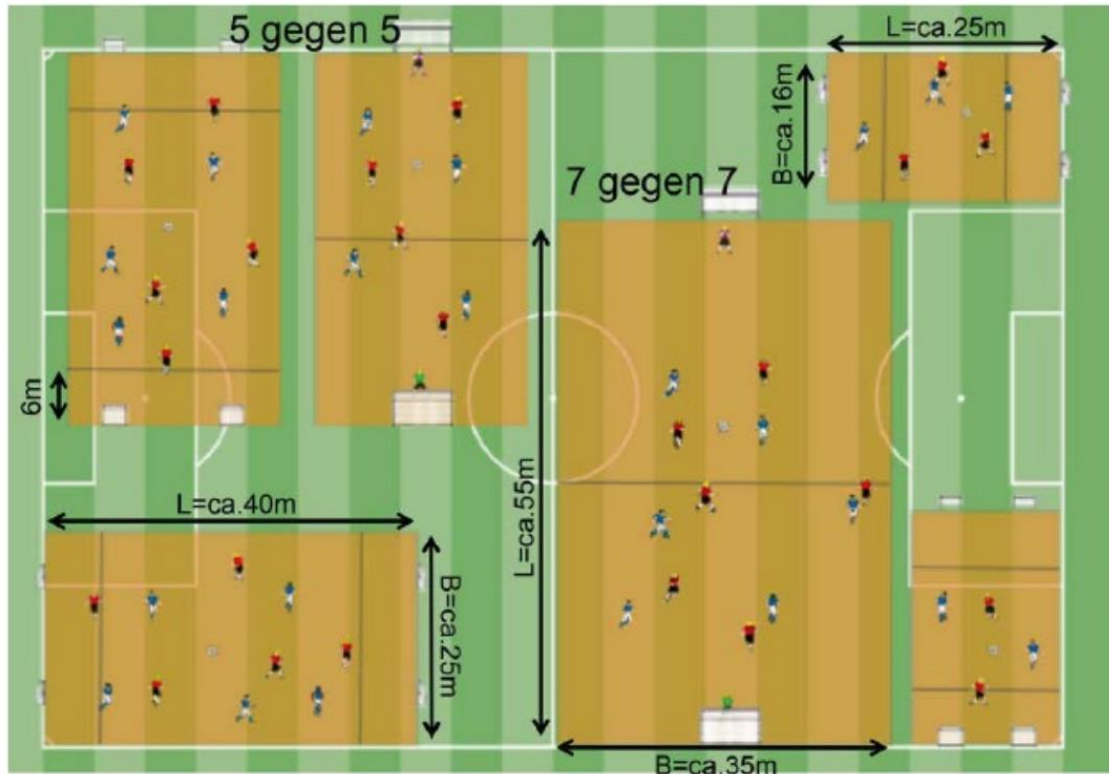 5 gegen 5
L=ca.25m
B=ca.16m
7 gegen 7
6m
L=ca.40m
B=ca.25m
L=ca.55m
B=ca.35m